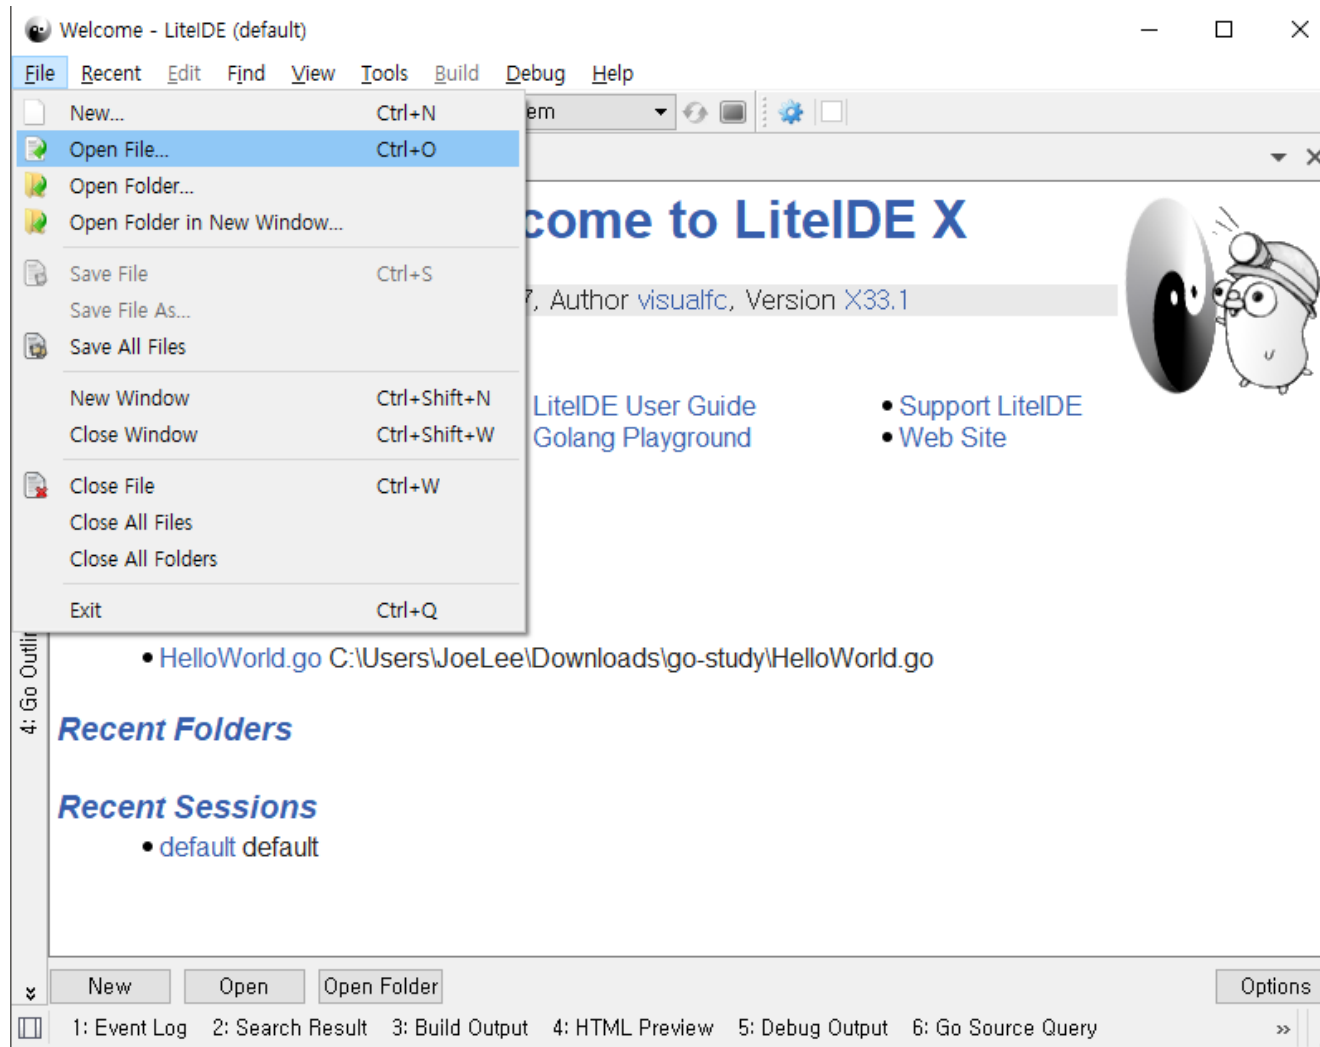 Welcome - LiteIDE (default)
File Recent Edit Find View Tools Build Debug Help
New... Ctrl+N
Open File... Ctrl+O
Open Folder...
Open Folder in New Window...
Save File Ctrl+S
Save File As...
Save All Files
New Window Ctrl+Shift+N
Close Window Ctrl+Shift+W
Close File Ctrl+W
Close All Files
Close All Folders
Exit Ctrl+Q
em
come to LiteIDE X
7, Author visualfc, Version X33.1
LiteIDE User Guide • Support LiteIDE
Golang Playground • Web Site
4: Go Outlin
• HelloWorld.go C:\Users\JoeLee\Downloads\go-study\HelloWorld.go
Recent Folders
Recent Sessions
• default default
New Open Open Folder Options
1: Event Log 2: Search Result 3: Build Output 4: HTML Preview 5: Debug Output 6: Go Source Query »